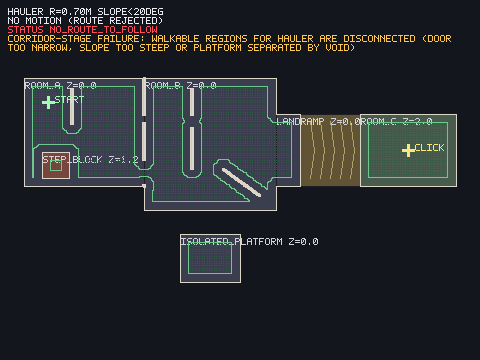 HAULER R=0.70M SLOPE<20DEG
NO MOTION (ROUTE REJECTED)
STATUS NO_ROUTE_TO_FOLLOW
CORRIDOR-STAGE FAILURE: WALKABLE REGIONS FOR HAULER ARE DISCONNECTED (DOOR
TOO NARROW, SLOPE TOO STEEP OR PLATFORM SEPARATED BY VOID)
ROOM_A Z=0.0
ROOM_B Z=0.0
START
LANDRAMP Z=0.0
ROOM_C Z=2.0
CLICK
STEP_BLOCK Z=1.2
ISOLATED_PLATFORM Z=0.0